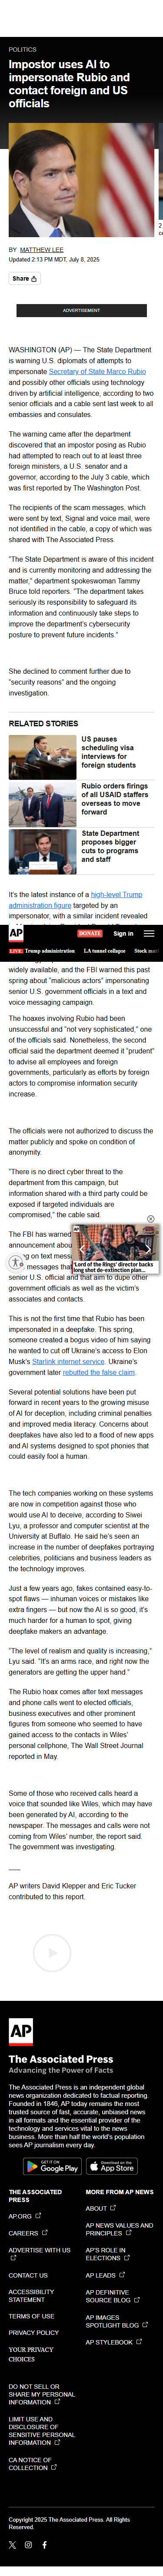 POLITICS
Impostor uses AI to
impersonate Rubio and
contact foreign and US
officials
BY MATTHEW LEE
Updated 2:13 PM MDT, July 8, 2025
Share
ADVERTISEMENT
WASHINGTON (AP) — The State Department
is warning U.S. diplomats of attempts to
impersonate Secretary of State Marco Rubio
and possibly other officials using technology
driven by artificial intelligence, according to two
senior officials and a cable sent last week to all
embassies and consulates.
The warning came after the department
discovered that an impostor posing as Rubio
had attempted to reach out to at least three
foreign ministers, a U.S. senator and a
governor, according to the July 3 cable, which
was first reported by The Washington Post.
The recipients of the scam messages, which
were sent by text, Signal and voice mail, were
not identified in the cable, a copy of which was
shared with The Associated Press.
"The State Department is aware of this incident
and is currently monitoring and addressing the
matter," department spokeswoman Tammy
Bruce told reporters. "The department takes
seriously its responsibility to safeguard its
information and continuously take steps to
improve the department's cybersecurity
posture to prevent future incidents."
She declined to comment further due to
"security reasons" and the ongoing
investigation.
RELATED STORIES
US pauses
scheduling visa
interviews for
foreign students
Rubio orders firings
of all USAID staffers
overseas to move
forward
State Department
proposes bigger
cuts to programs
and staff
It's the latest instance of a high-level Trump
administration figure targeted by an
impersonator, with a similar incident revealed
AP
DONATE
Sign in
LIVE: Trump administration
LA tunnel collapse
Stock
widely available, and the FBI warned this past
spring about "malicious actors" impersonating
senior U.S. government officials in a text and
voice messaging campaign.
The hoaxes involving Rubio had been
unsuccessful and "not very sophisticated," one
of the officials said. Nonetheless, the second
official said the department deemed it "prudent"
to advise all employees and foreign
governments, particularly as efforts by foreign
actors to compromise information security
increase.
The officials were not authorized to discuss the
matter publicly and spoke on condition of
anonymity.
"There is no direct cyber threat to the
department from this campaign, but
information shared with a third party could be
exposed if targeted individuals are
compromised," the cable said.
The FBI has warned
announcement about
on text messages
messages that
senior U.S. official and that aim to dupe other
government officials as well as the victim's
associates and contacts.
AP
Lord of the Rings' director backs
long shot de-extinction plan...
This is not the first time that Rubio has been
impersonated in a deepfake. This spring,
someone created a bogus video of him saying
he wanted to cut off Ukraine's access to Elon
Musk's Starlink internet service. Ukraine's
government later rebutted the false claim.
Several potential solutions have been put
forward in recent years to the growing misuse
of AI for deception, including criminal penalties
and improved media literacy. Concerns about
deepfakes have also led to a flood of new apps
and AI systems designed to spot phonies that
could easily fool a human.
The tech companies working on these systems
are now in competition against those who
would use AI to deceive, according to Siwei
Lyu, a professor and computer scientist at the
University at Buffalo. He said he's seen an
increase in the number of deepfakes portraying
celebrities, politicians and business leaders as
the technology improves.
Just a few years ago, fakes contained easy-to-
spot flaws — inhuman voices or mistakes like
extra fingers — but now the AI is so good, it's
much harder for a human to spot, giving
deepfake makers an advantage.
"The level of realism and quality is increasing,"
Lyu said. "It's an arms race, and right now the
generators are getting the upper hand."
The Rubio hoax comes after text messages
and phone calls went to elected officials,
business executives and other prominent
figures from someone who seemed to have
gained access to the contacts in Wiles'
personal cellphone, The Wall Street Journal
reported in May.
Some of those who received calls heard a
voice that sounded like Wiles, which may have
been generated by AI, according to the
newspaper. The messages and calls were not
coming from Wiles' number, the report said.
The government was investigating.
___
AP writers David Klepper and Eric Tucker
contributed to this report.
AP
The Associated Press
Advancing the Power of Facts
The Associated Press is an independent global
news organization dedicated to factual reporting.
Founded in 1846, AP today remains the most
trusted source of fast, accurate, unbiased news
in all formats and the essential provider of the
technology and services vital to the news
business. More than half the world's population
sees AP journalism every day.
GET IT ON
Google Play
Download on the
App Store
THE ASSOCIATED
PRESS
AP.ORG
CAREERS
ADVERTISE WITH US
CONTACT US
ACCESSIBILITY
STATEMENT
TERMS OF USE
PRIVACY POLICY
YOUR PRIVACY
CHOICES
DO NOT SELL OR
SHARE MY PERSONAL
INFORMATION
LIMIT USE AND
DISCLOSURE OF
SENSITIVE PERSONAL
INFORMATION
CA NOTICE OF
COLLECTION
MORE FROM AP NEWS
ABOUT
AP NEWS VALUES AND
PRINCIPLES
AP'S ROLE IN
ELECTIONS
AP LEADS
AP DEFINITIVE
SOURCE BLOG
AP IMAGES
SPOTLIGHT BLOG
AP STYLEBOOK
Copyright 2025 The Associated Press. All Rights
Reserved.